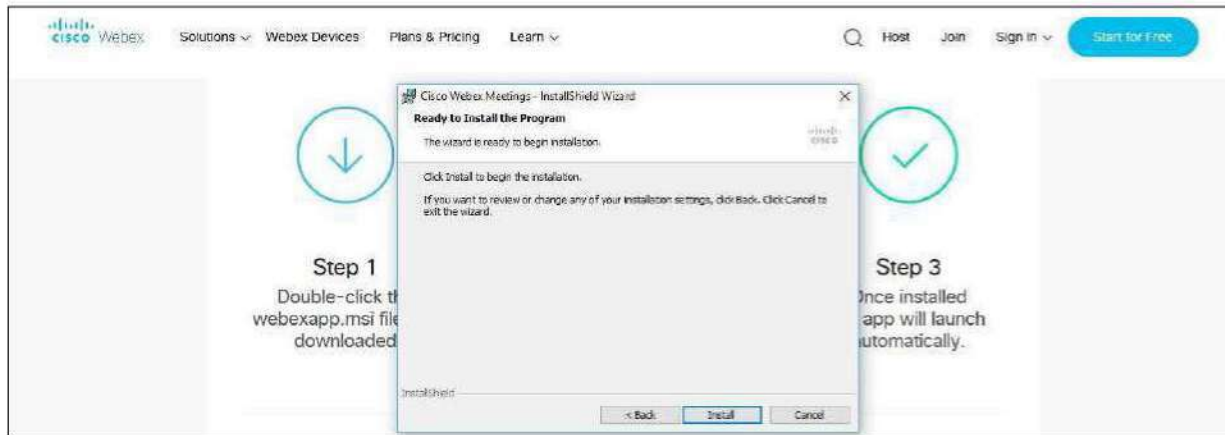 cisco Webex Solutions Webex Devices Plans & Pricing Learn Host Join Sign in Start for Free
Cisco Webex Meetings - InstallShield Wizard
Ready to Install the Program
The wizard is ready to begin installation.
cisco
Click Install to begin the installation.
If you want to review or change any of your installation settings, click Back. Click Cancel to
exit the wizard.
InstallShield
< Back Install Cancel
Step 1
Double-click th
webexapp.msi file
downloaded
Step 3
Once installed
app will launch
automatically.